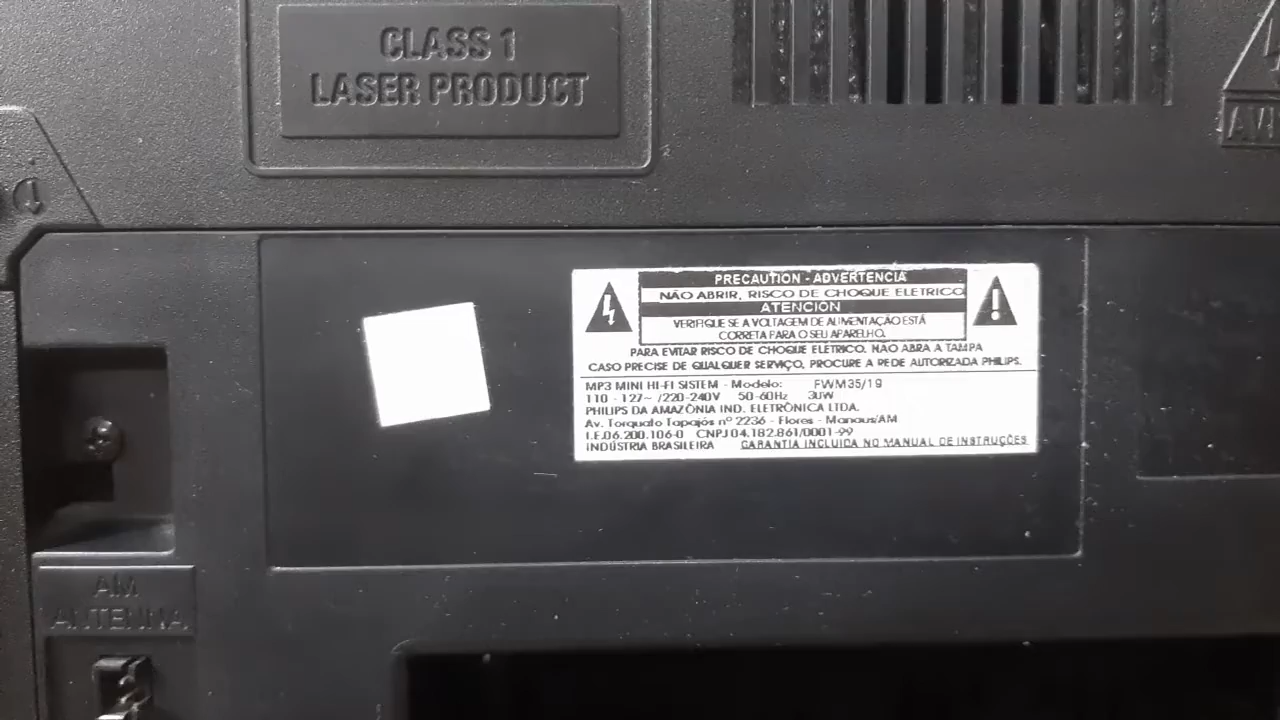 CLASS 1
LASER PRODUCT
PRECAUTION - ADVERTENCIA
NÃO ABRIR, RISCO DE CHOQUE ELETRICO
ATENCION
VERIFIQUE SE A VOLTAGEM DE ALIMENTAÇÃO ESTÁ
CORRETA PARA O SEU APARELHO.
PARA EVITAR RISCO DE CHOQUE ELETRICO. NÃO ABRA A TAMPA
CASO PRECISE DE QUALQUER SERVIÇO, PROCURE A REDE AUTORIZADA PHILIPS.
MP3 MINI HI-FI SISTEM - Modelo: FWM35/19
110 - 127~ /220-240V 50-60Hz
PHILIPS DA AMAZÔNIA IND. ELETRÔNICA LTDA.
Av. Torquato Tapajós nº 2236 - Flores - Manaus/AM
I.E.06.200.106-0 CNPJ 04.182.861/0001-99
INDÚSTRIA BRASILEIRA GARANTIA INCLUIDA NO MANUAL DE INSTRUÇÕES
AM
ANTENNA